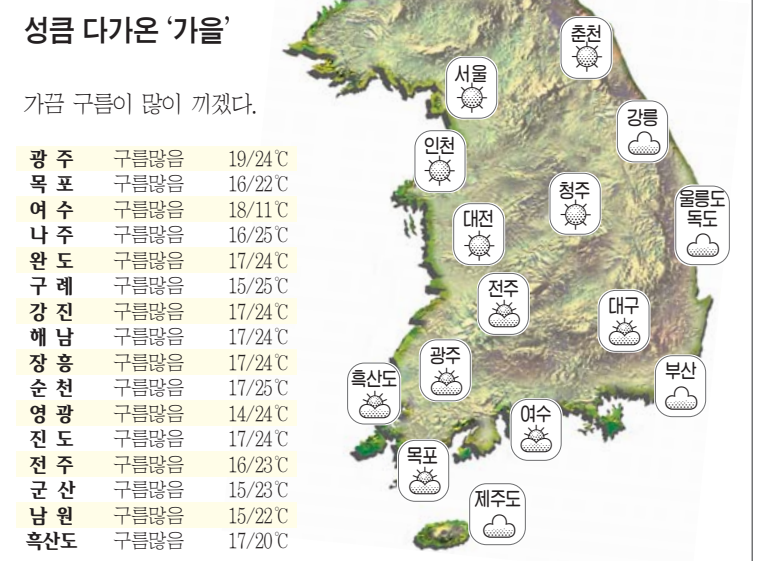 성큼 다가온 ‘가을’
가끔 구름이 많이 끼겠다.
광 주 구름많음 19/24℃
목 포 구름많음 16/22℃
여 수 구름많음 18/11℃
나 주 구름많음 16/25℃
완 도 구름많음 17/24℃
구 례 구름많음 15/25℃
강 진 구름많음 17/24℃
해 남 구름많음 17/24℃
장 흥 구름많음 17/24℃
순 천 구름많음 17/25℃
영 광 구름많음 14/24℃
진 도 구름많음 17/24℃
전 주 구름많음 16/23℃
군 산 구름많음 15/23℃
남 원 구름많음 15/22℃
흑산도 구름많음 17/20℃
춘천
서울
강릉
인천
청주
울릉도
독도
대전
전주
대구
광주
흑산도
부산
여수
목포
제주도